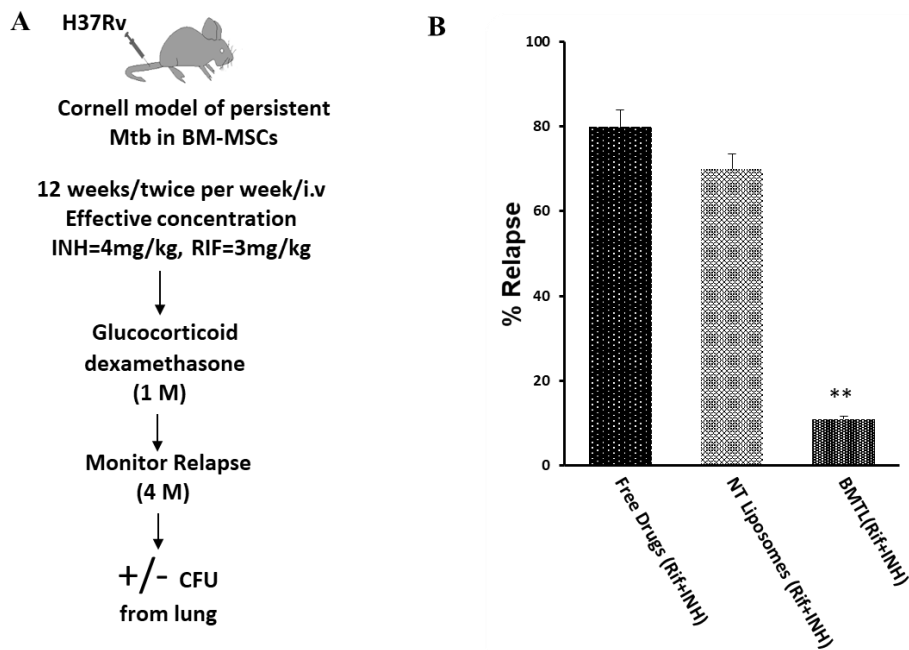 A
H37Rv
Cornell model of persistent
Mtb in BM-MSCs
12 weeks/twice per week/i.v
Effective concentration
INH=4mg/kg, RIF=3mg/kg
Glucocorticoid
dexamethasone
(1 M)
Monitor Relapse
(4 M)
+/- CFU
from lung
B
% Relapse
100
80
60
40
20
0
**
Free Drugs (Rif+INH)
NT Liposomes (Rif+INH)
BMTL(Rif+INH)